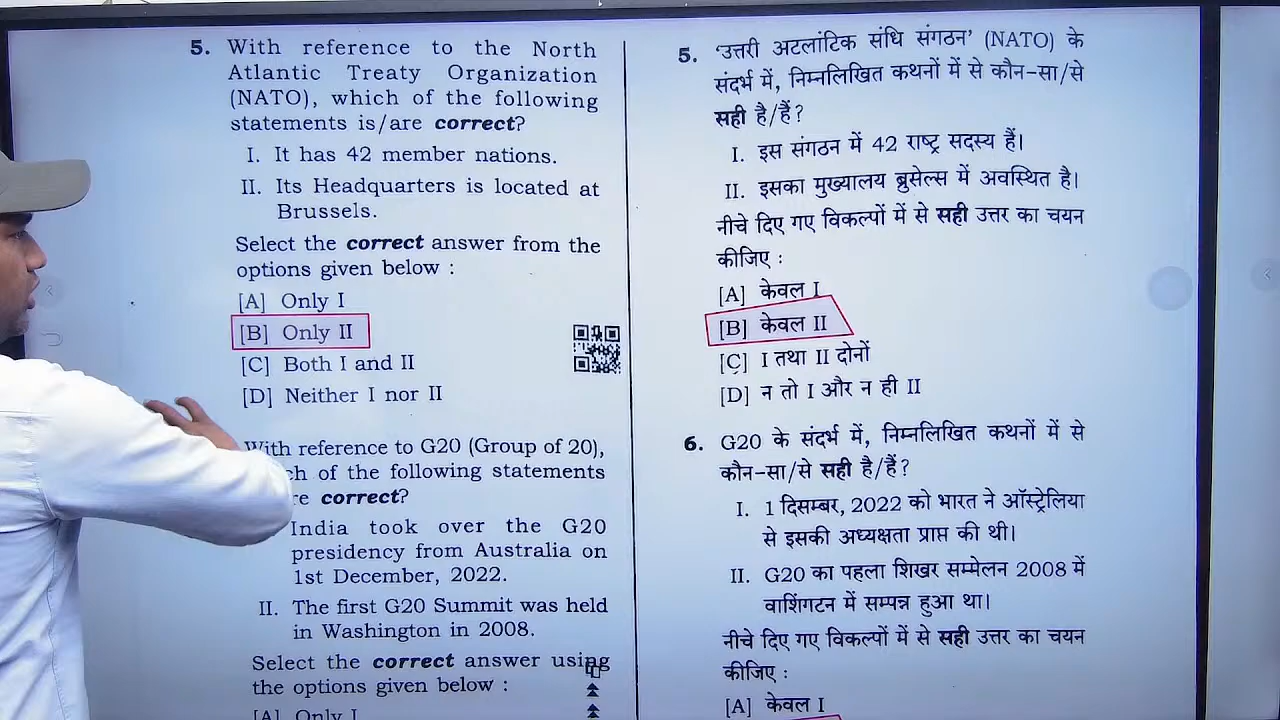 5. With reference to the North
Atlantic Treaty Organization
(NATO), which of the following
statements is/are correct?
I. It has 42 member nations.
II. Its Headquarters is located at
Brussels.
Select the correct answer from the
options given below :
[A] Only I
[B] Only II
[C] Both I and II
[D] Neither I nor II
With reference to G20 (Group of 20),
of the following statements
correct?
India took over the G20
presidency from Australia on
1st December, 2022.
II. The first G20 Summit was held
in Washington in 2008.
Select the correct answer using
the options given below :
[A] Only I
5. 'उत्तरी अटलांटिक संधि संगठन' (NATO) के
संदर्भ में, निम्नलिखित कथनों में से कौन-सा/से
सही है/हैं?
I. इस संगठन में 42 राष्ट्र सदस्य हैं।
II. इसका मुख्यालय ब्रुसेल्स में अवस्थित है।
नीचे दिए गए विकल्पों में से सही उत्तर का चयन
कीजिए :
[A] केवल I
[B] केवल II
[C] I तथा II दोनों
[D] न तो I और न ही II
6. G20 के संदर्भ में, निम्नलिखित कथनों में से
कौन-सा/से सही है/हैं?
I. 1 दिसम्बर, 2022 को भारत ने ऑस्ट्रेलिया
से इसकी अध्यक्षता प्राप्त की थी।
II. G20 का पहला शिखर सम्मेलन 2008 में
वाशिंगटन में सम्पन्न हुआ था।
नीचे दिए गए विकल्पों में से सही उत्तर का चयन
कीजिए :
[A] केवल I